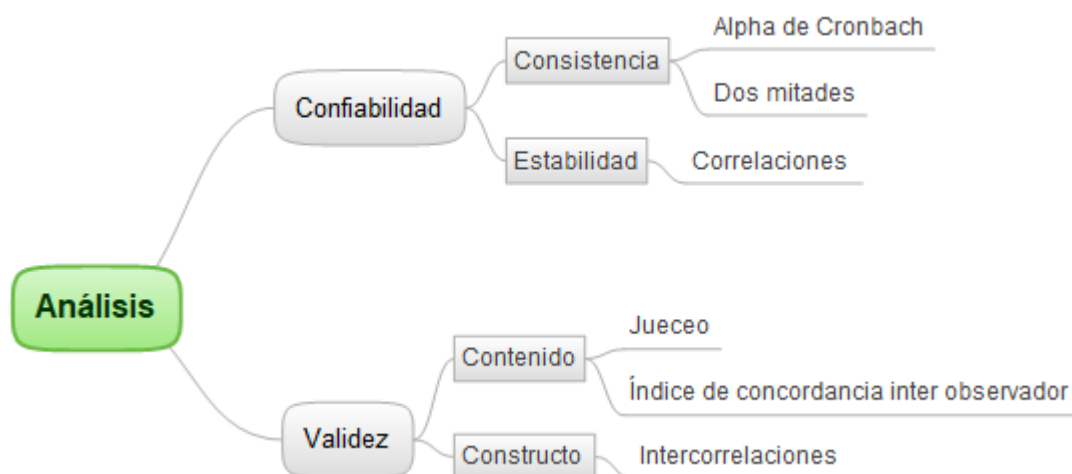 Análisis
Confiabilidad
Consistencia
Alpha de Cronbach
Dos mitades
Estabilidad
Correlaciones
Validez
Contenido
Jueceo
Índice de concordancia inter observador
Constructo
Intercorrelaciones